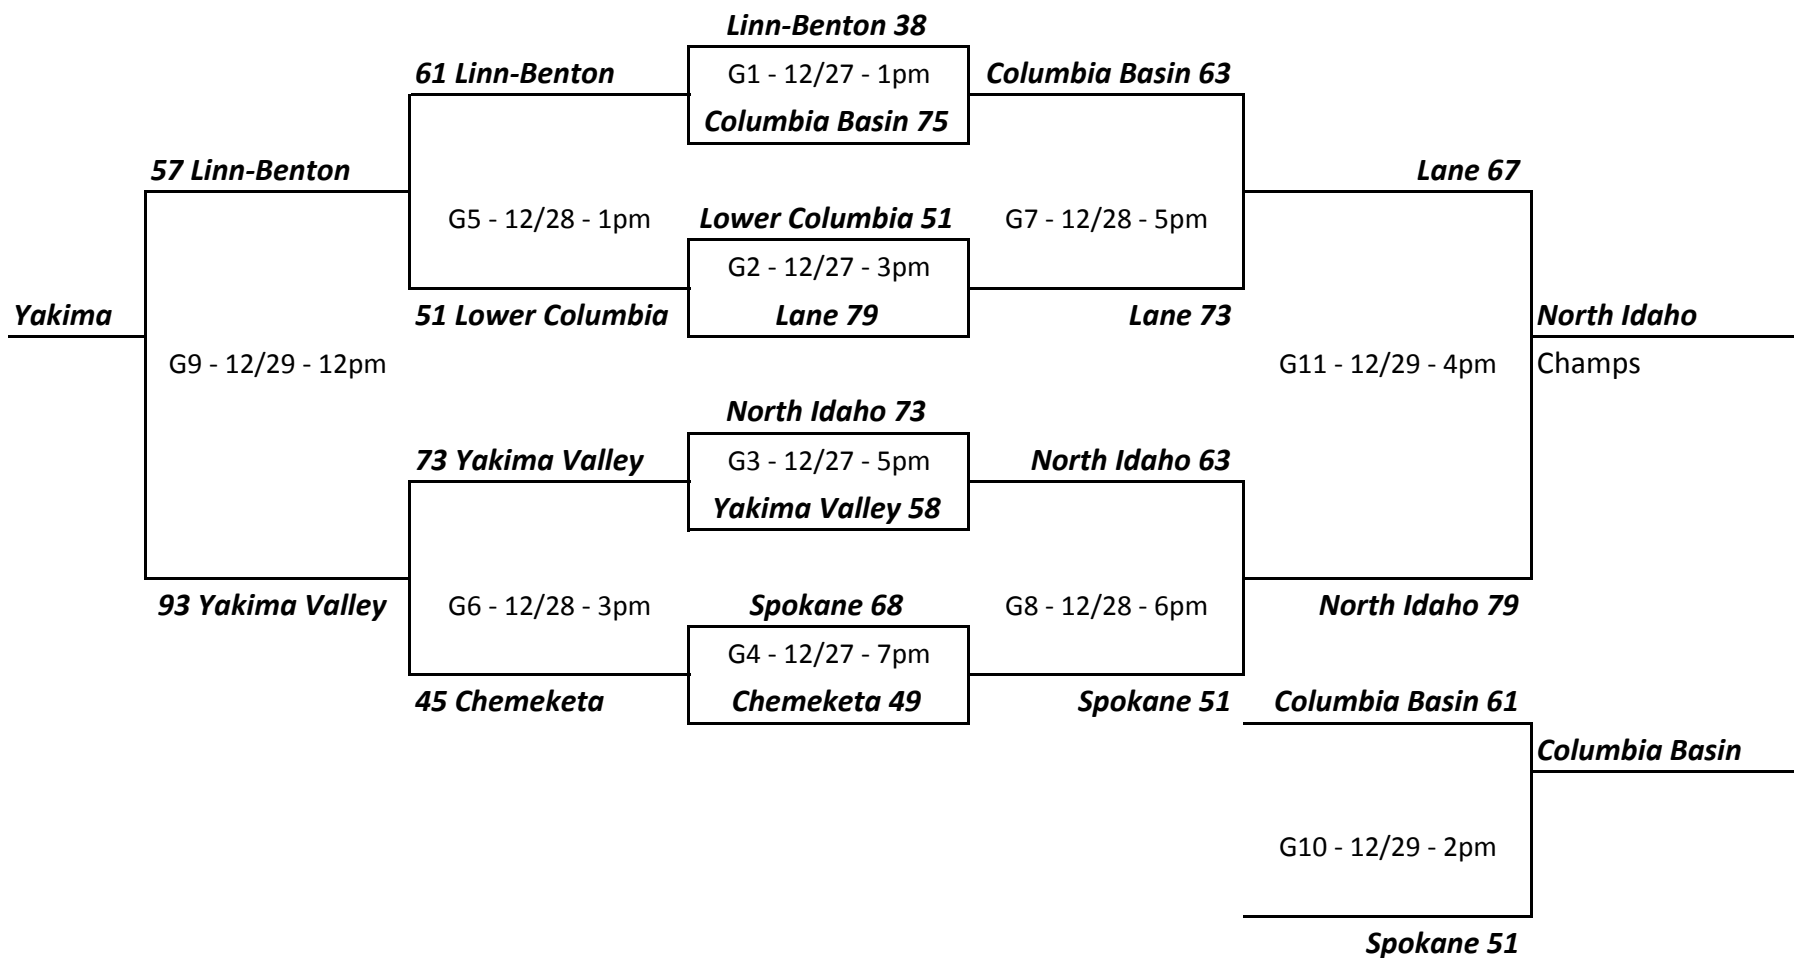 Linn-Benton 38
61 Linn-Benton
G1 - 12/27 - 1pm
Columbia Basin 63
Columbia Basin 75
57 Linn-Benton
Lane 67
G5 - 12/28 - 1pm
Lower Columbia 51
G7 - 12/28 - 5pm
G2 - 12/27 - 3pm
Yakima
51 Lower Columbia
Lane 79
Lane 73
North Idaho
G9 - 12/29 - 12pm
G11 - 12/29 - 4pm
Champs
North Idaho 73
73 Yakima Valley
G3 - 12/27 - 5pm
North Idaho 63
Yakima Valley 58
93 Yakima Valley
G6 - 12/28 - 3pm
Spokane 68
G8 - 12/28 - 6pm
North Idaho 79
G4 - 12/27 - 7pm
45 Chemeketa
Chemeketa 49
Spokane 51
Columbia Basin 61
Columbia Basin
G10 - 12/29 - 2pm
Spokane 51